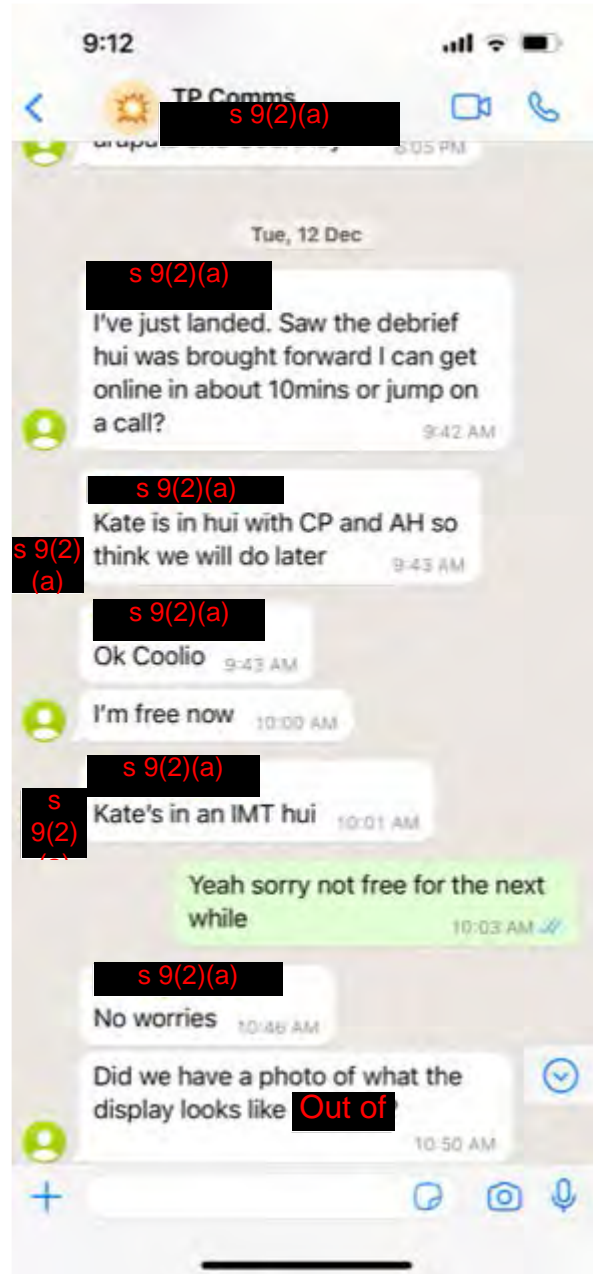 9:12
TP Comms
s 9(2)(a)
6:05 PM
Tue, 12 Dec
s 9(2)(a)
I've just landed. Saw the debrief
hui was brought forward I can get
online in about 10mins or jump on
a call?
9:42 AM
s 9(2)(a)
Kate is in hui with CP and AH so
s 9(2)
(a)
think we will do later
9:43 AM
s 9(2)(a)
Ok Coolio 9:43 AM
I'm free now 10:00 AM
s 9(2)(a)
s
9(2)
Kate's in an IMT hui 10:01 AM
Yeah sorry not free for the next
while
10:03 AM
s 9(2)(a)
No worries 10:46 AM
Did we have a photo of what the
display looks like Out of
10:50 AM